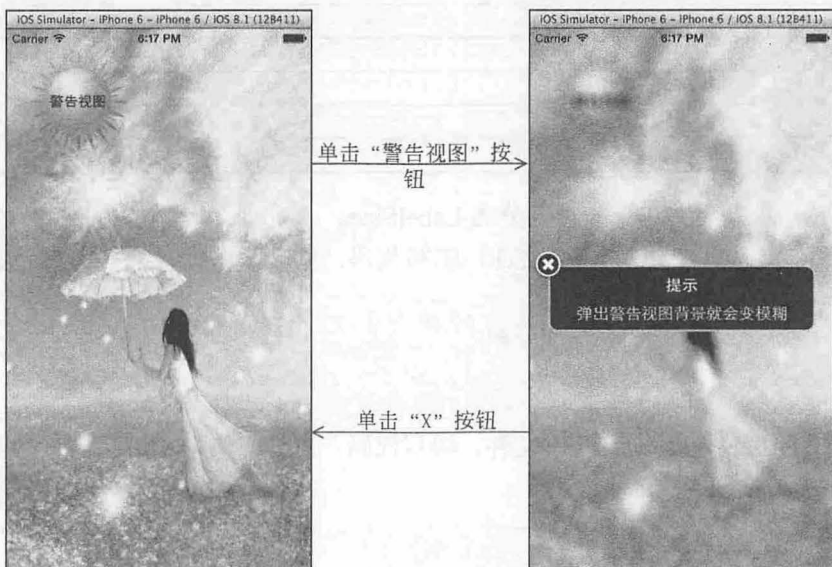 iOS Simulator - iPhone 6 - iPhone 6 / iOS 8.1 (12B411)
Carrier 6:17 PM
警告视图
单击“警告视图”按
钮
单击“X”按钮
iOS Simulator - iPhone 6 - iPhone 6 / iOS 8.1 (12B411)
Carrier 6:17 PM
提示
弹出警告视图背景就会变模糊